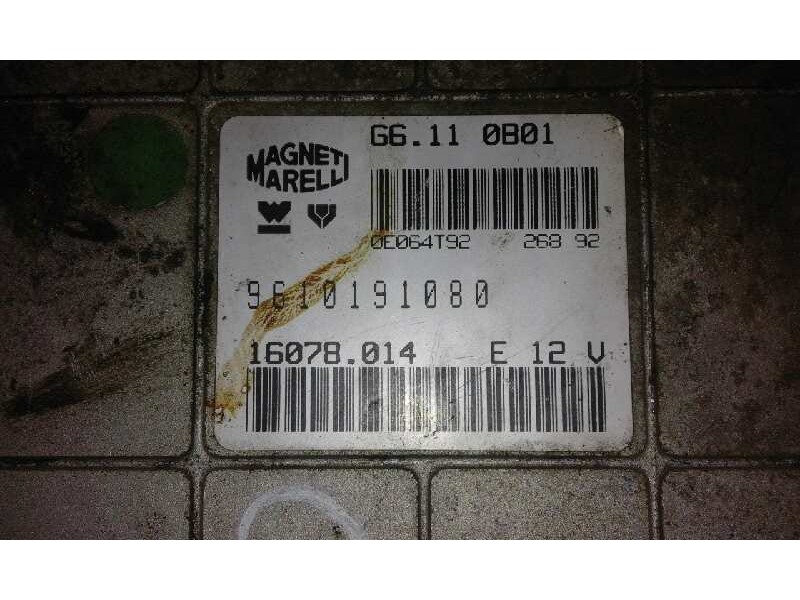 G6.11 0B01
MAGNETI
MARELLI
0E064T92 268 92
9610191080
16078.014 E 12 V